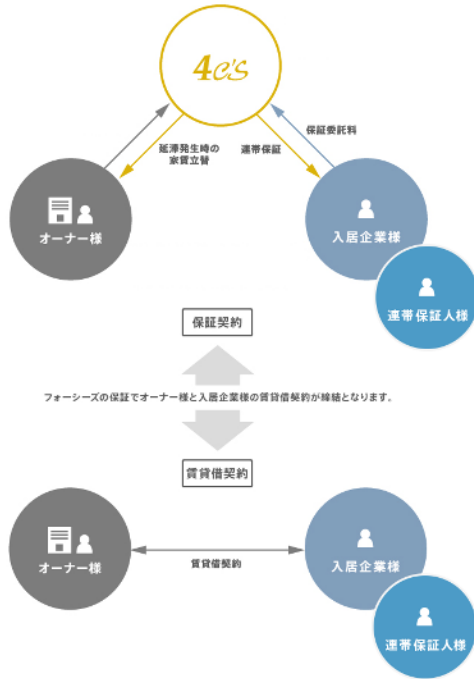 4C'S
保証委託料
延滞発生時の
家賃立替
連帯保証
オーナー様
入居企業様
連帯保証人様
保証契約
フォーシーズの保証でオーナー様と入居企業様の賃貸借契約が締結となります。
賃貸借契約
オーナー様
賃貸借契約
入居企業様
連帯保証人様